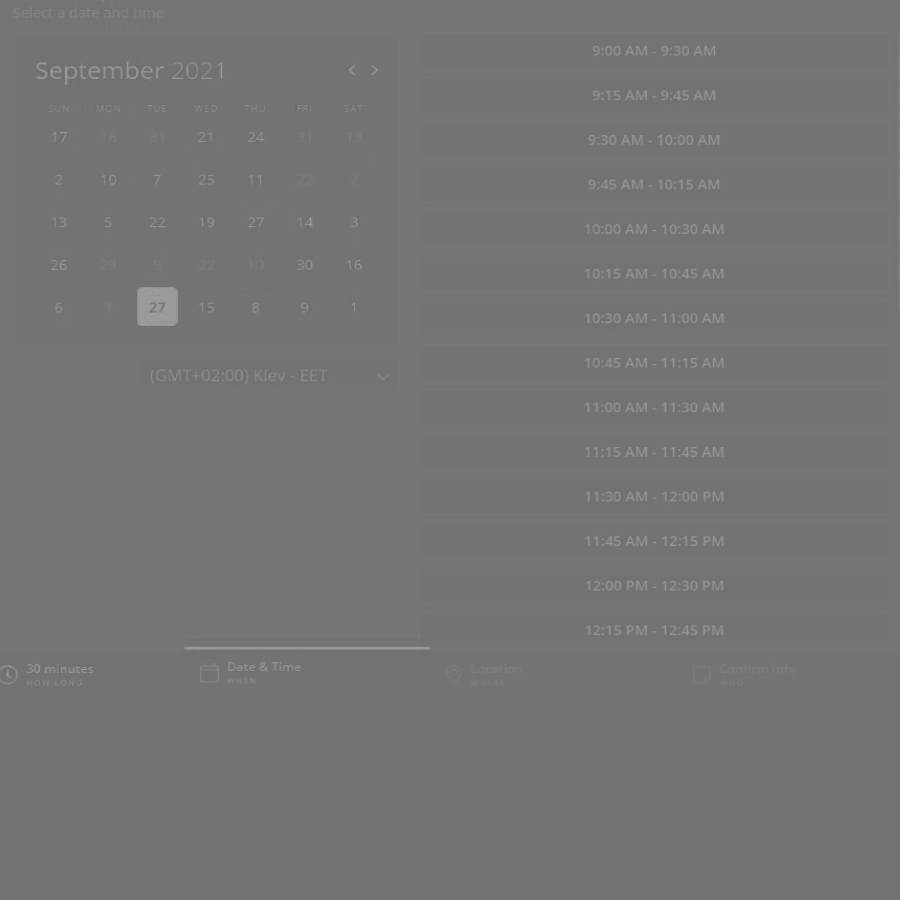 Select a date and time
September 2021
SUN MON TUE WED THU FRI SAT
17 16 31 21 24 31 13
2 10 7 25 11 22 2
13 5 22 19 27 14 3
26 29 9 22 10 30 16
6 1 27 15 8 9 1
(GMT+02:00) Kiev - EET
9:00 AM - 9:30 AM
9:15 AM - 9:45 AM
9:30 AM - 10:00 AM
9:45 AM - 10:15 AM
10:00 AM - 10:30 AM
10:15 AM - 10:45 AM
10:30 AM - 11:00 AM
10:45 AM - 11:15 AM
11:00 AM - 11:30 AM
11:15 AM - 11:45 AM
11:30 AM - 12:00 PM
11:45 AM - 12:15 PM
12:00 PM - 12:30 PM
12:15 PM - 12:45 PM
30 minutes
HOW LONG
Date & Time
WHEN
Location
WHERE
Confirm Info
WHO